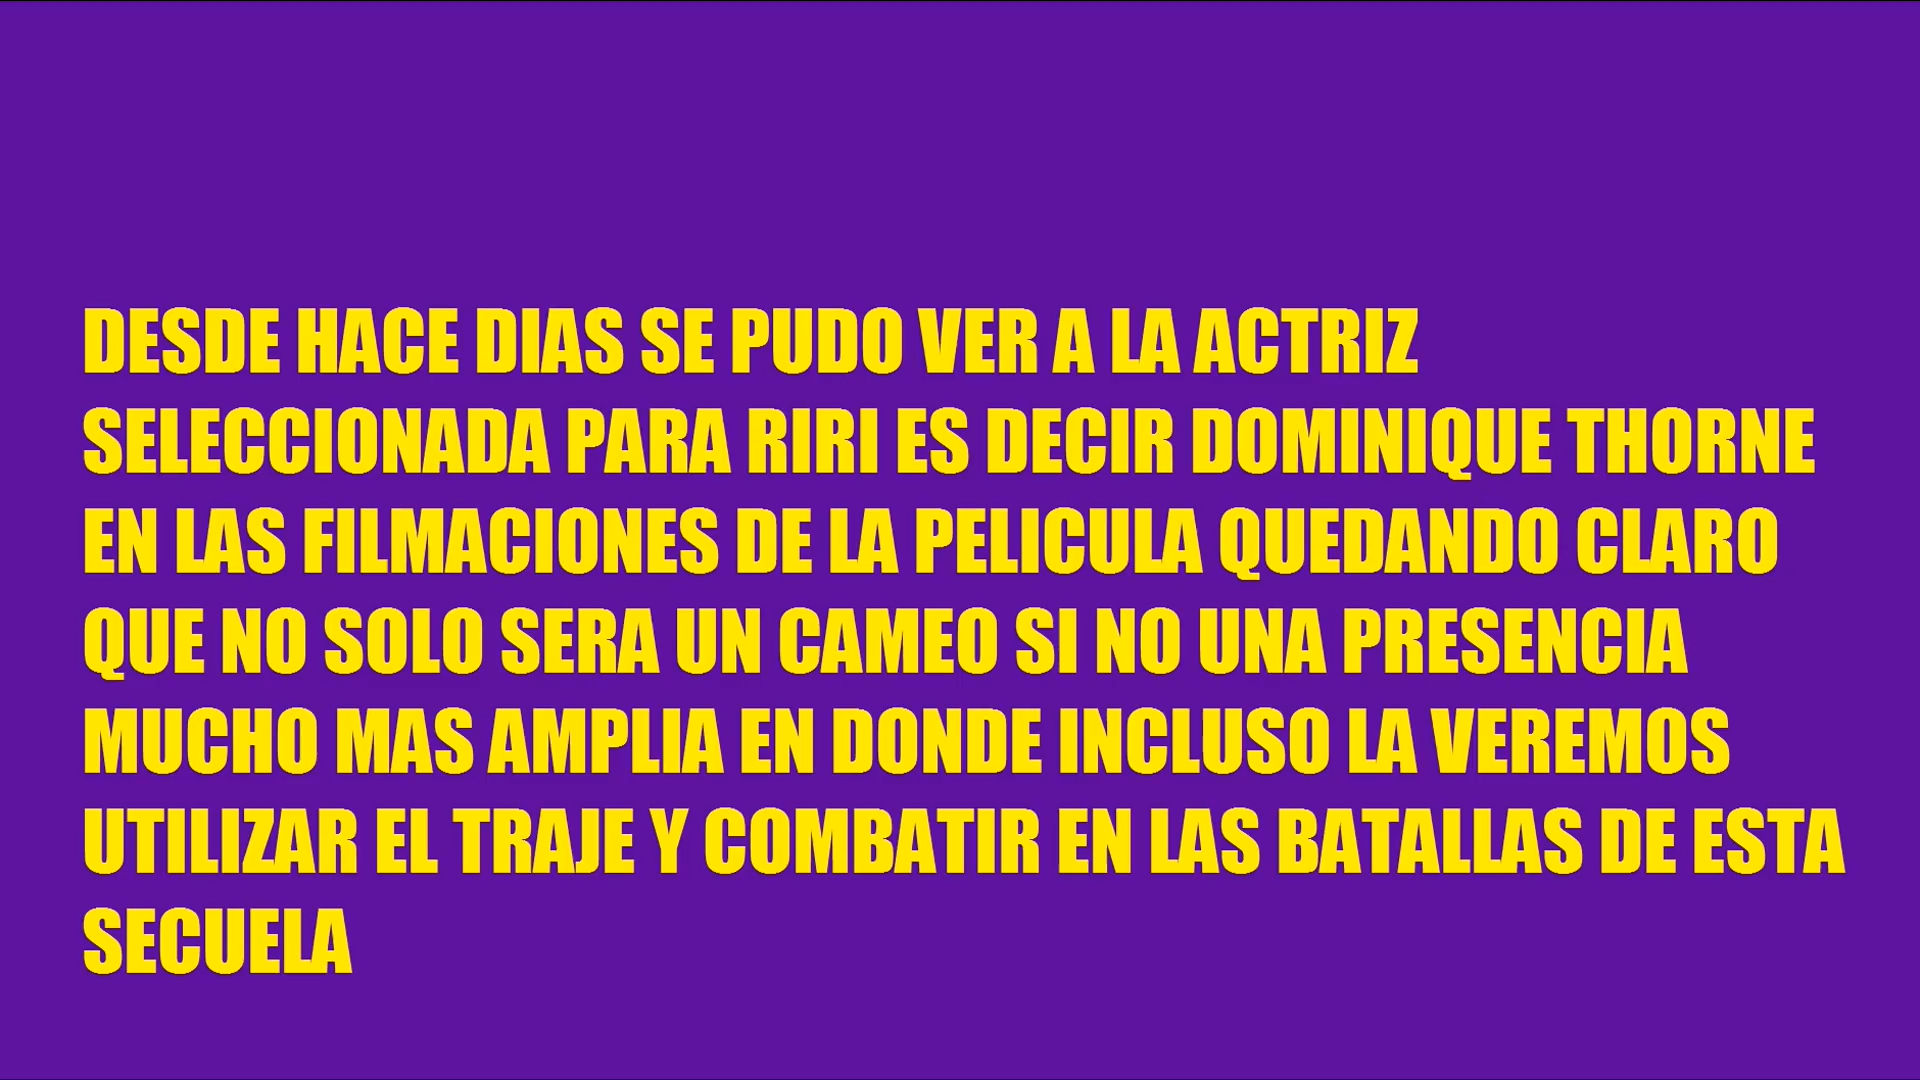 DESDE HACE DIAS SE PUDO VER A LA ACTRIZ
SELECCIONADA PARA RIRI ES DECIR DOMINIQUE THORNE
EN LAS FILMACIONES DE LA PELICULA QUEDANDO CLARO
QUE NO SOLO SERA UN CAMEO SI NO UNA PRESENCIA
MUCHO MAS AMPLIA EN DONDE INCLUSO LA VEREMOS
UTILIZAR EL TRAJE Y COMBATIR EN LAS BATALLAS DE ESTA
SECUELA